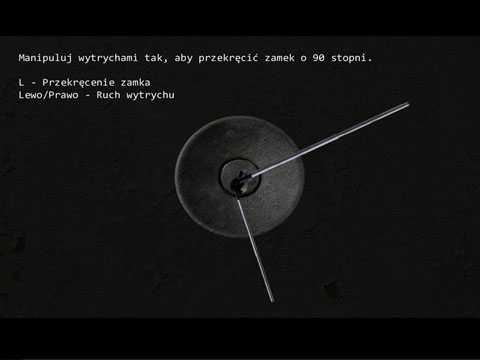 Manipuluj wytrychami tak, aby przekręcić zamek o 90 stopni.
L - Przekręcenie zamka
Lewo/Prawo - Ruch wytrychu